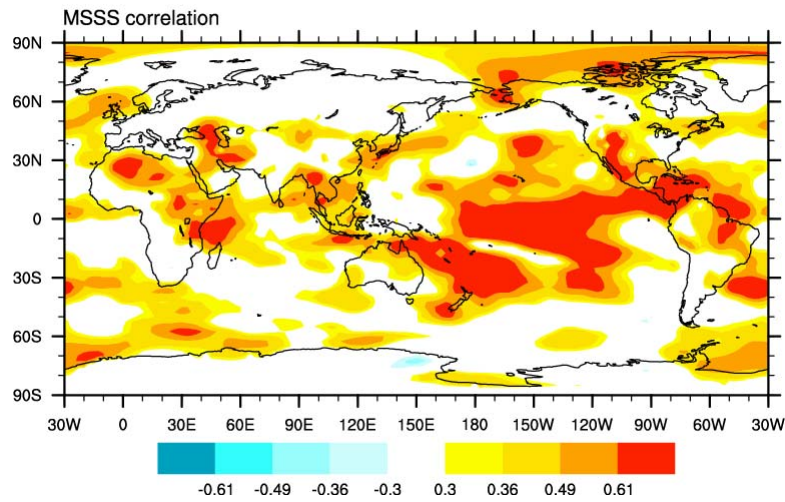 MSSS correlation
90N
60N
30N
0
30S
60S
90S
30W 0 30E 60E 90E 120E 150E 180 150W 120W 90W 60W 30W
-0.61 -0.49 -0.36 -0.3 0.3 0.36 0.49 0.61